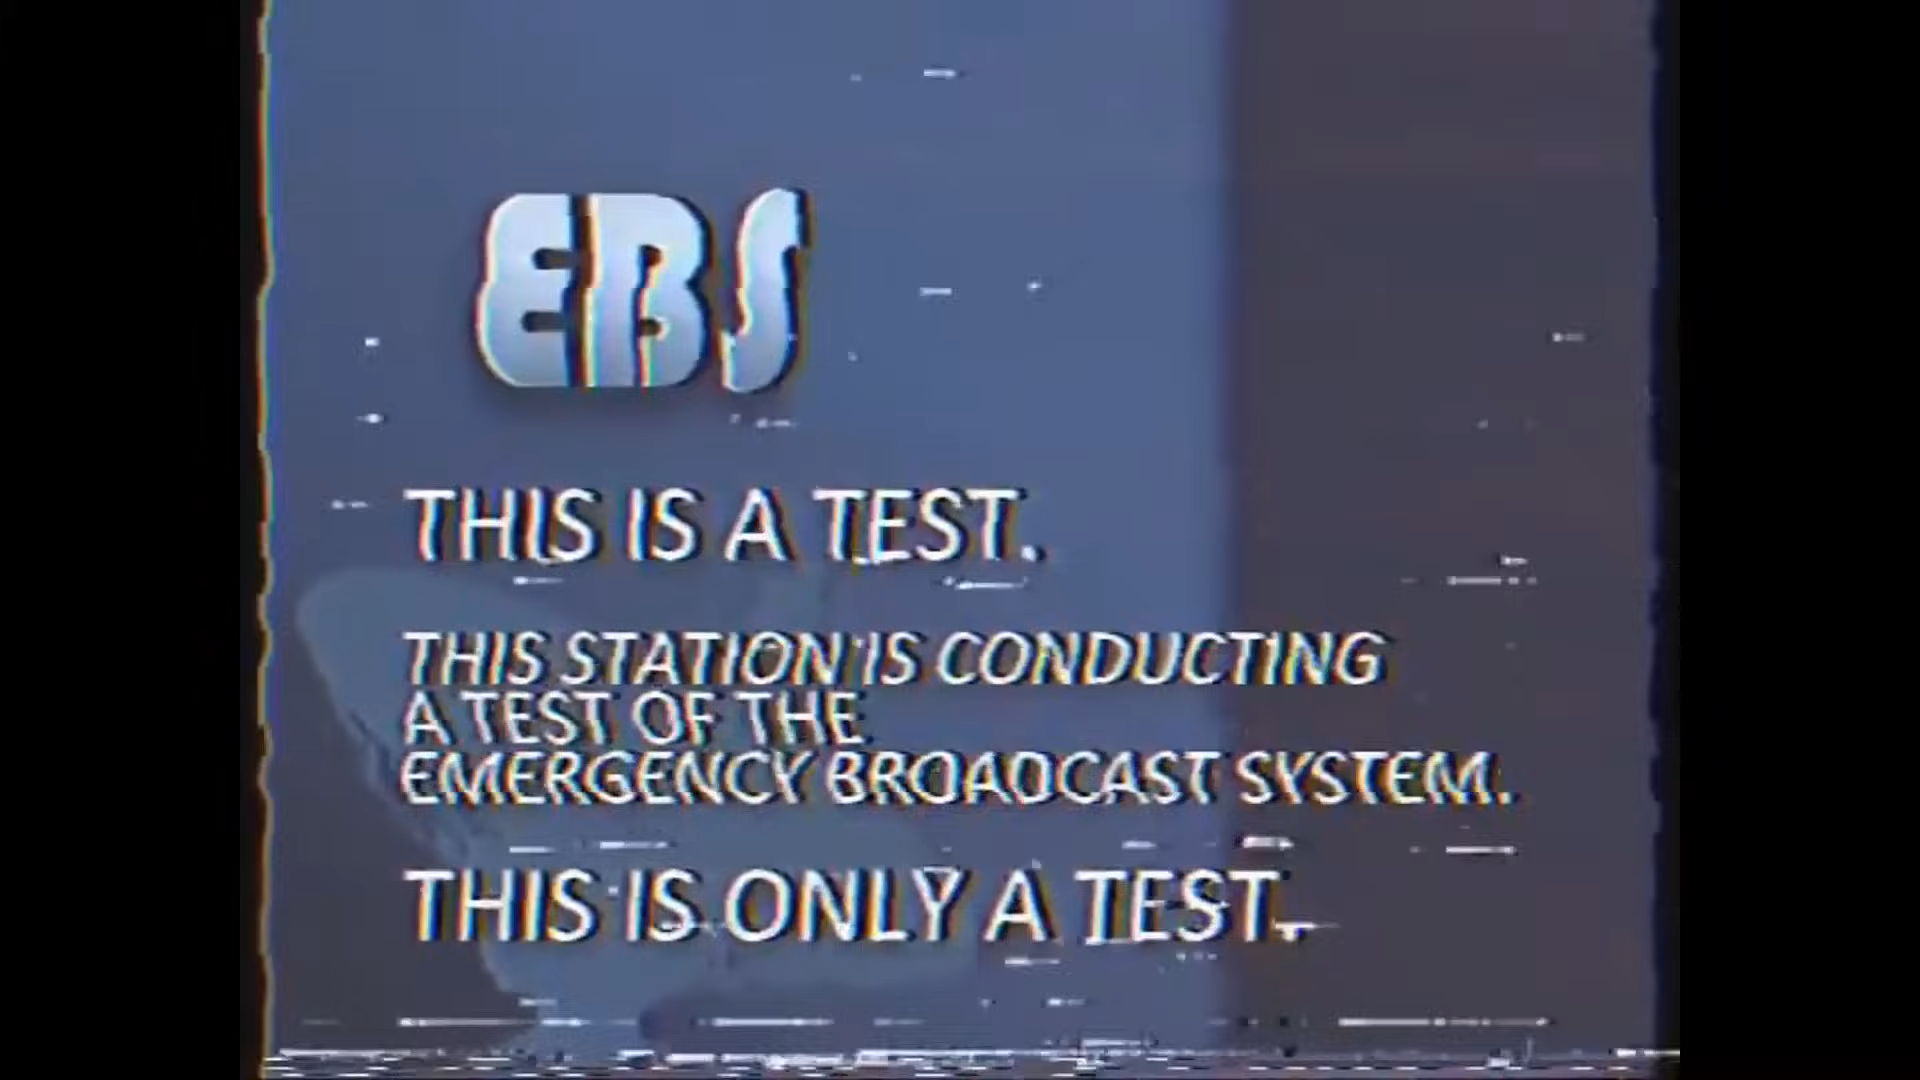 EBS
THIS IS A TEST.
THIS STATION IS CONDUCTING
A TEST OF THE
EMERGENCY BROADCAST SYSTEM.
THIS IS ONLY A TEST.